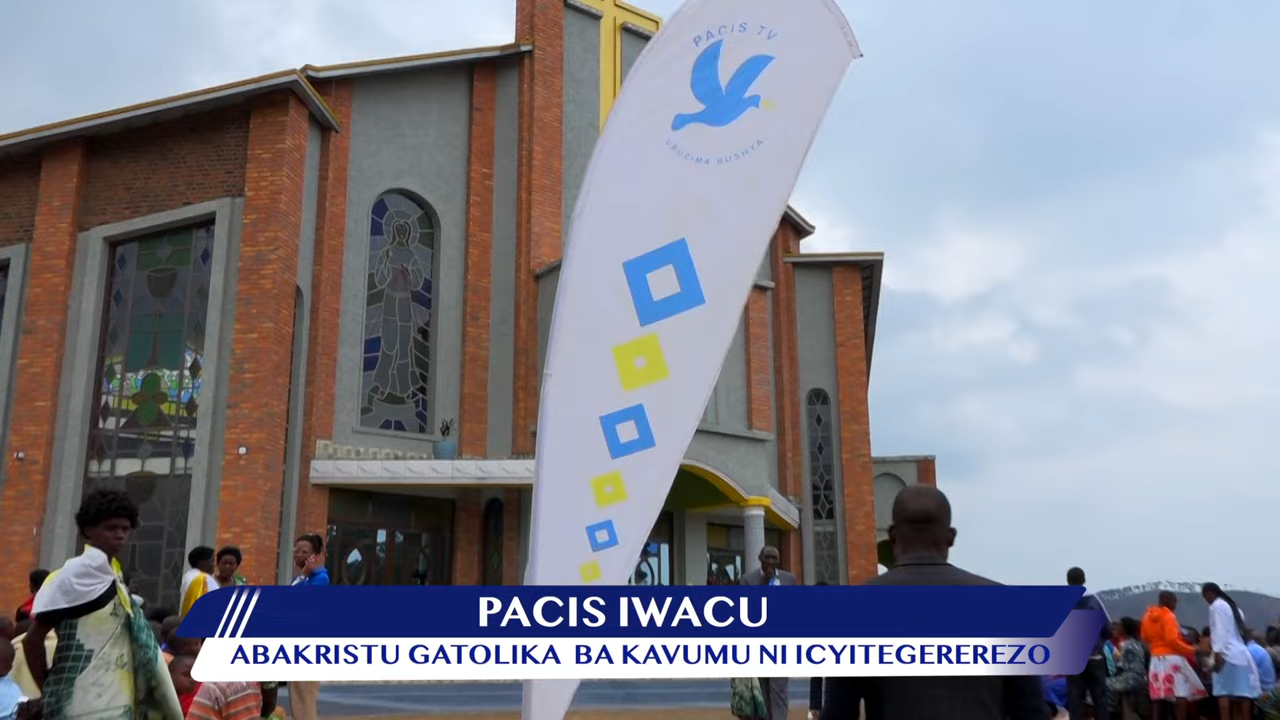 PACIS TV
UBUZIMA BUSHYA
PACIS IWACU
ABAKRISTU GATOLIKA BA KAVUMU NI ICYITEGEREREZO